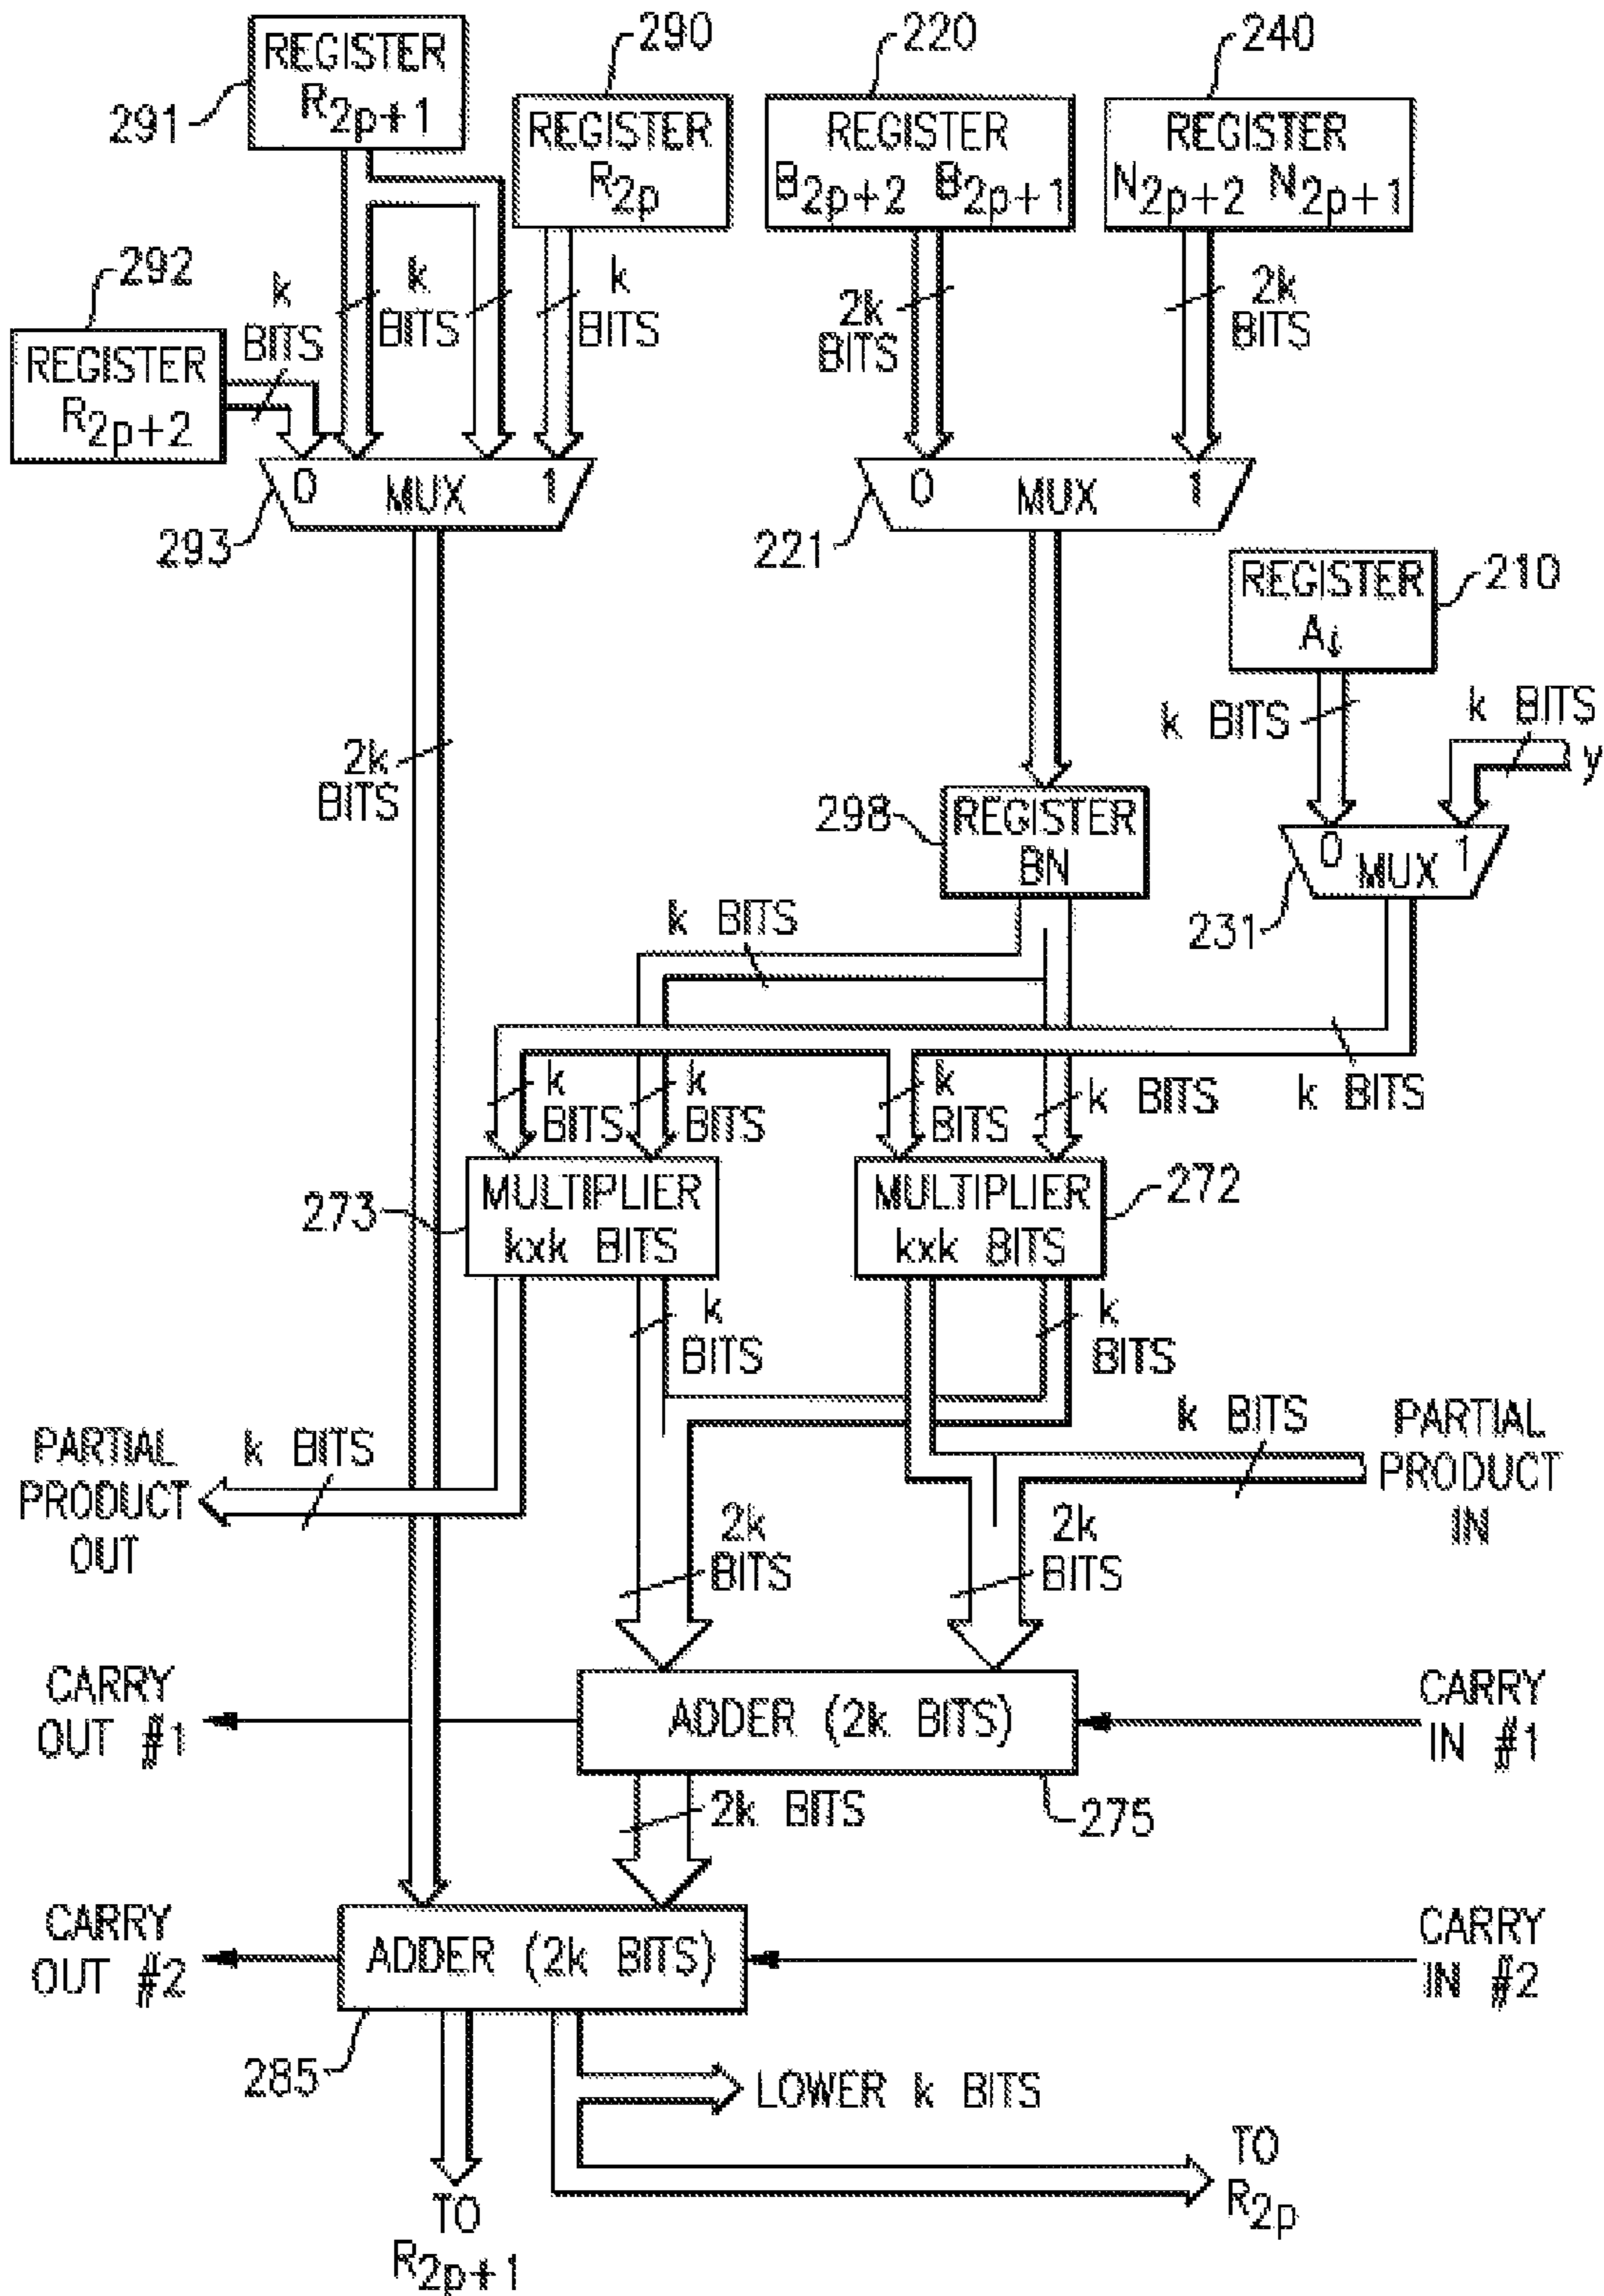 REGISTER
R2p+1
291
290
REGISTER
R2p
220
REGISTER
B2p+2 B2p+1
240
REGISTER
N2p+2 N2p+1
292
REGISTER
R2p+2
k
BITS
k
BITS
k
BITS
2k
BITS
2k
BITS
0 MUX 1
293
0 MUX 1
221
REGISTER
Ai
210
k BITS
k BITS
y
2k
BITS
298
REGISTER
BN
0 MUX 1
231
k BITS
k BITS
k
BITS
k
BITS
k
BITS
k BITS
273
MULTIPLIER
kxk BITS
MULTIPLIER
kxk BITS
272
k
BITS
k
BITS
PARTIAL
PRODUCT
OUT
k BITS
k BITS
PARTIAL
PRODUCT
IN
2k
BITS
2k
BITS
CARRY
OUT #1
ADDER (2k BITS)
CARRY
IN #1
2k BITS
275
CARRY
OUT #2
ADDER (2k BITS)
CARRY
IN #2
285
LOWER k BITS
TO
R2p
TO
R2p+1